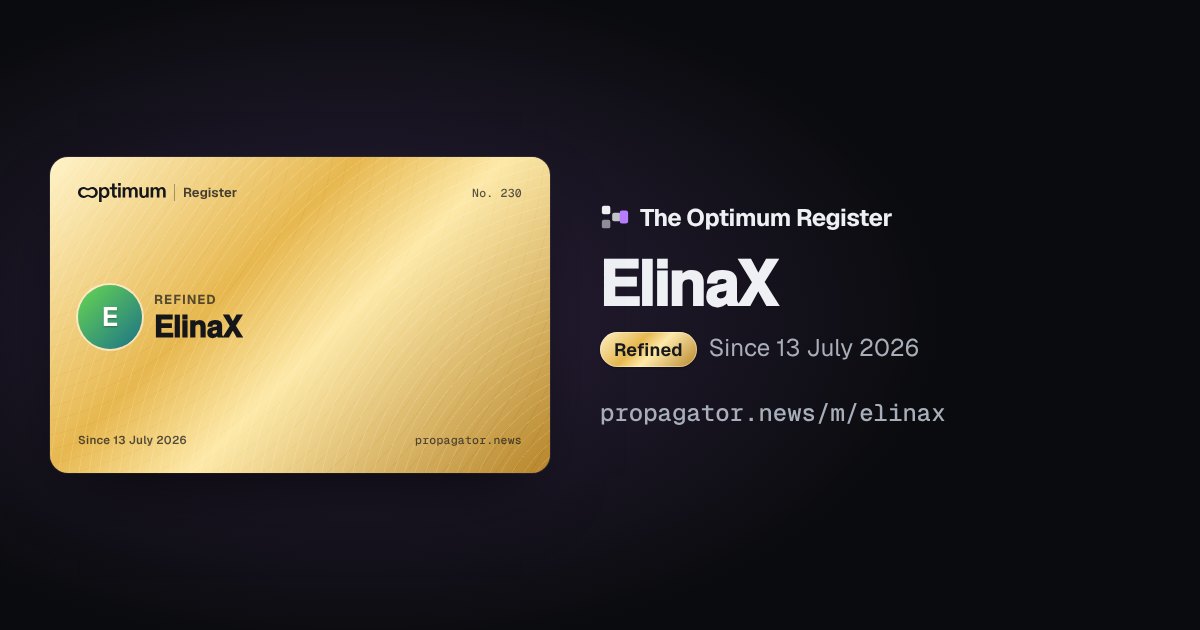 optimum | Register
No. 230
E
REFINED
ElinaX
Since 13 July 2026
propagator.news
The Optimum Register
ElinaX
Refined
Since 13 July 2026
propagator.news/m/elinax